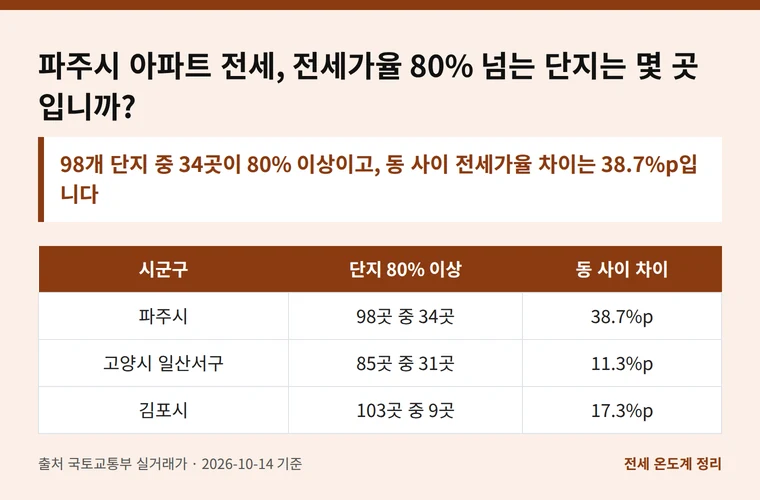 파주시 아파트 전세, 전세가율 80% 넘는 단지는 몇 곳
입니까?
98개 단지 중 34곳이 80% 이상이고, 동 사이 전세가율 차이는 38.7%p입
니다
시군구 단지 80% 이상 동 사이 차이
파주시 98곳 중 34곳 38.7%p
고양시 일산서구 85곳 중 31곳 11.3%p
김포시 103곳 중 9곳 17.3%p
출처 국토교통부 실거래가 · 2026-10-14 기준 전세 온도계 정리